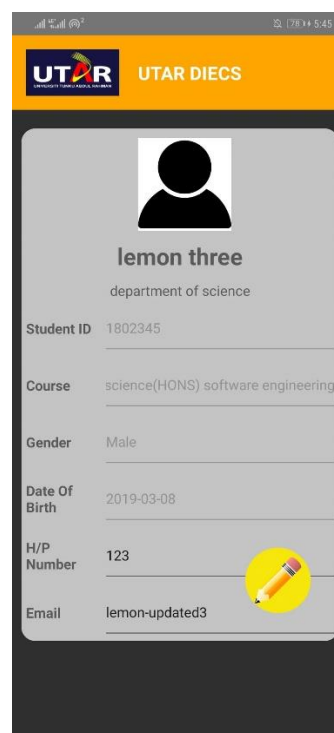 78 5:45
UTAR
UNIVERSITI TUNKU ABDUL RAHMAN
UTAR DIECS
lemon three
department of science
Student ID 1802345
Course science(HONS) software engineering
Gender Male
Date Of
Birth
2019-03-08
H/P
Number
123
Email lemon-updated3